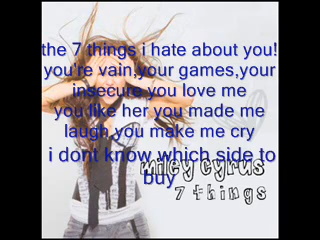 the 7 things i hate about you!
you're vain,your games,your
insecure you love me
you like her you made me
laugh you make me cry
i dont know which side to
buy
miley cyrus
7 things